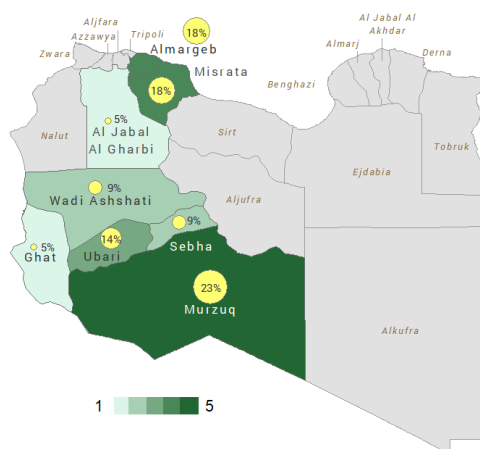 Aljfara
Azzawya
Tripoli
18%
Almargeb
Al Jabal Al
Akhdar
Zwara
Almarj
Derna
Misrata
Benghazi
18%
5%
Al Jabal
Al Gharbi
Nalut
Sirt
Tobruk
Ejdabia
9%
Wadi Ashshati
Aljufra
9%
14%
Sebha
5%
Ghat
Ubari
23%
Murzuq
Alkufra
1
5